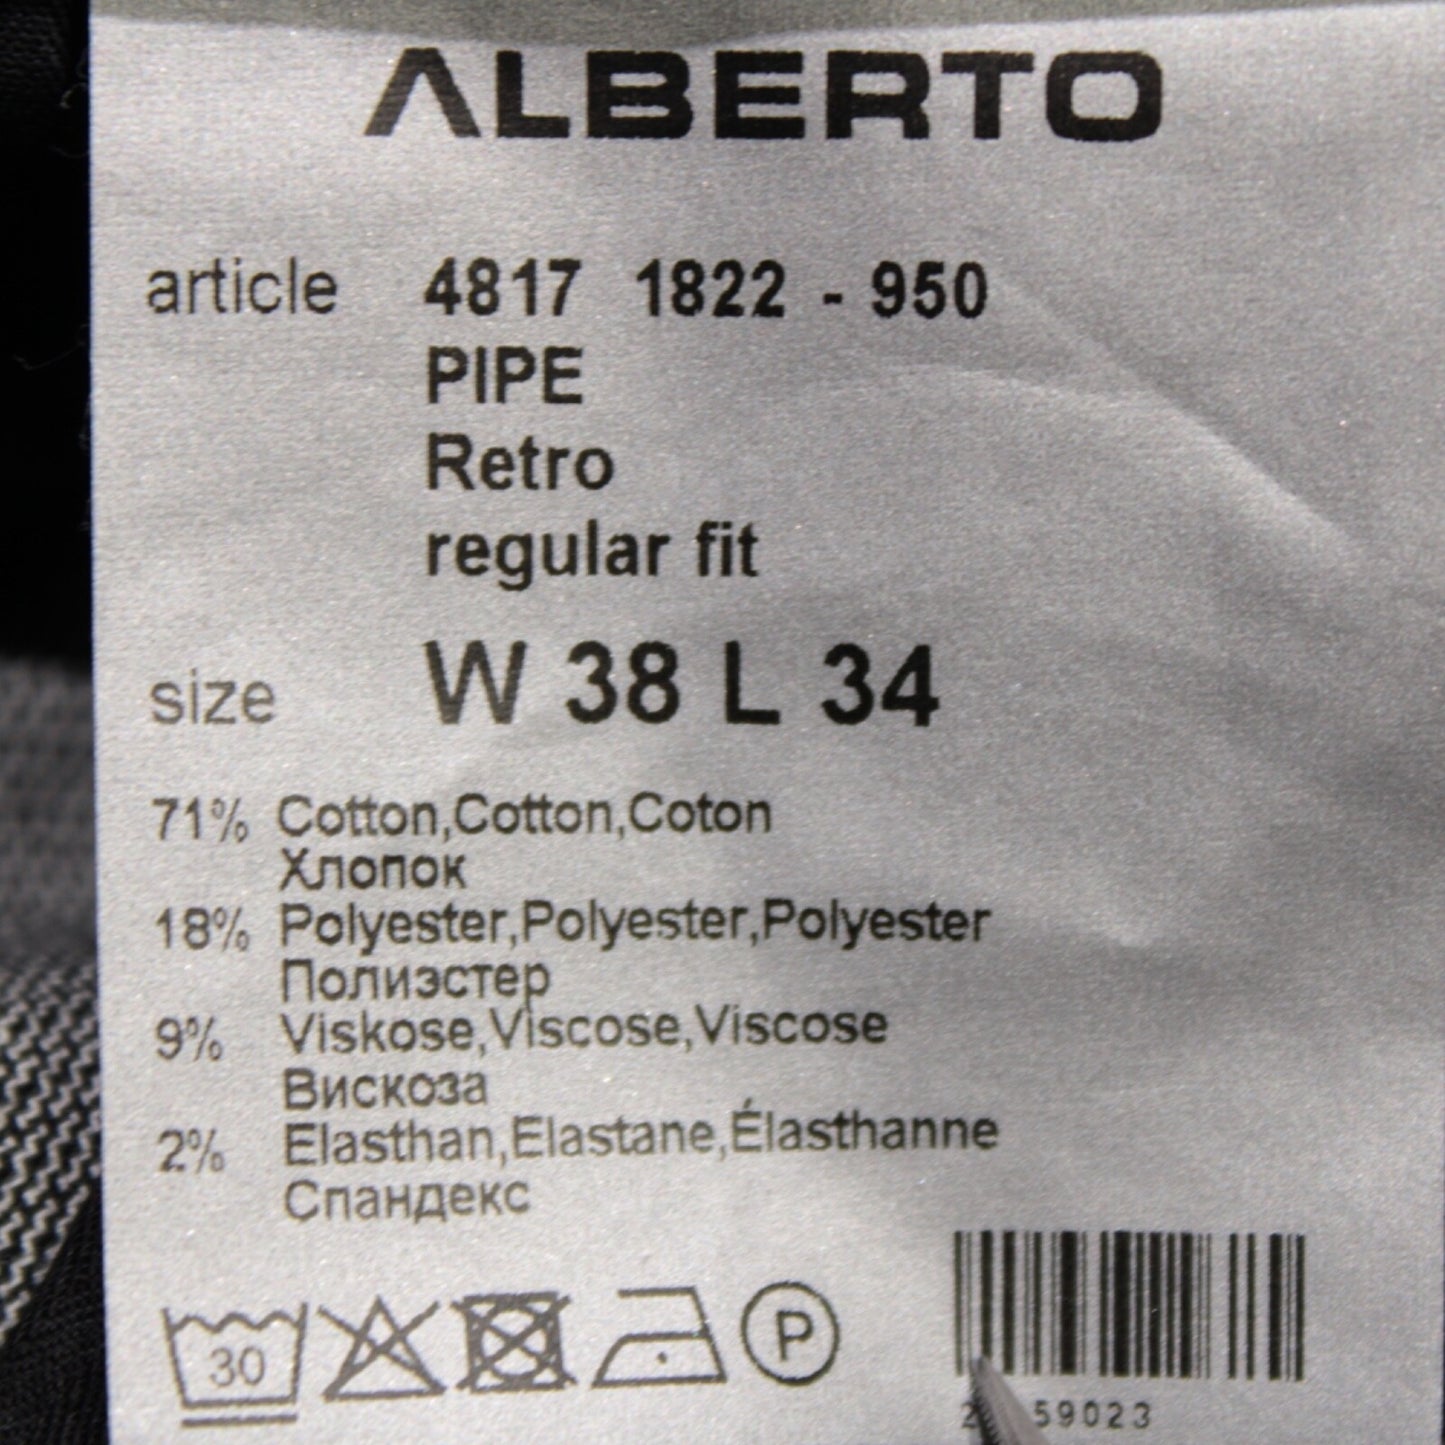 ALBERTO
article 4817 1822 - 950
PIPE
Retro
regular fit
size W 38 L 34
71% Cotton,Cotton,Coton
Хлопок
18% Polyester,Polyester,Polyester
Полиэстер
9% Viskose,Viscose,Viscose
Вискоза
2% Elasthan,Elastane,Élasthanne
Спандекс
30 P